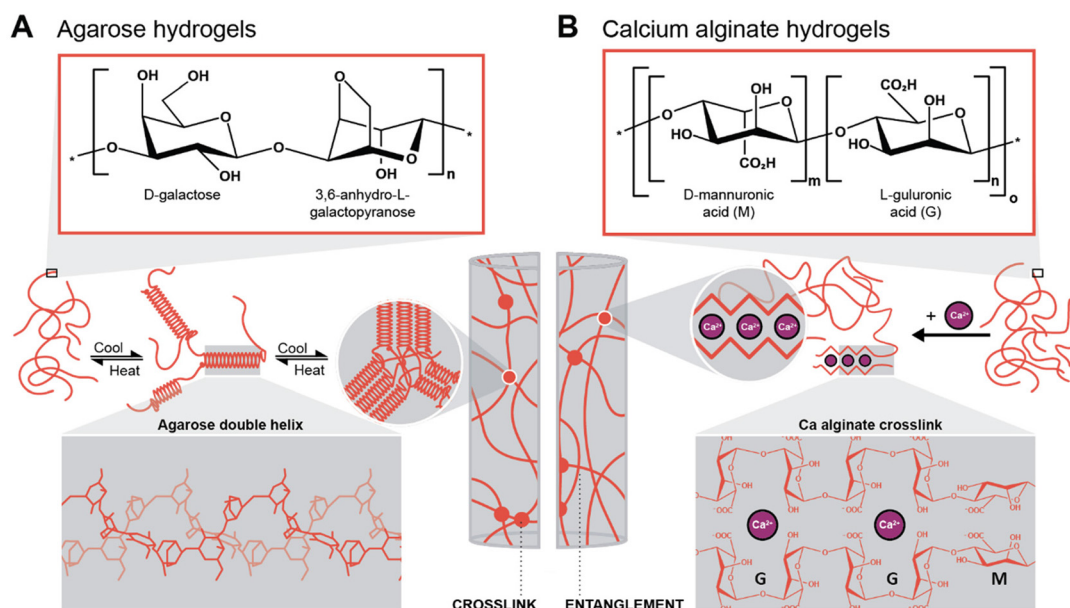 A Agarose hydrogels
OH
OH
O
O
OH
O
O
O
OH
n
*
*
D-galactose
3,6-anhydro-L-
galactopyranose
B Calcium alginate hydrogels
*
O
HO
OH
O
CO₂H
m
O
CO₂H
HO
OH
O
n
o
*
D-mannuronic
acid (M)
L-guluronic
acid (G)
Cool
Heat
Cool
Heat
Ca²⁺
Ca²⁺
Ca²⁺
+ Ca²⁺
Agarose double helix
Ca alginate crosslink
Ca²⁺
Ca²⁺
G
G
M
CROSSLINK
ENTANGLEMENT